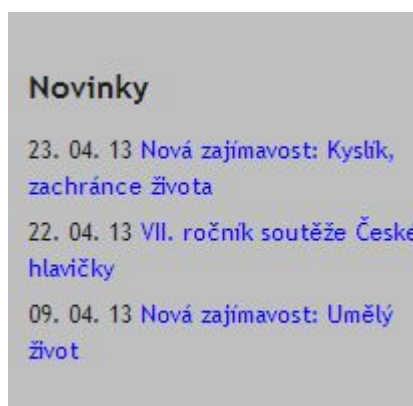 Novinky
23. 04. 13 Nová zajímavost: Kyslík,
zachránce života
22. 04. 13 VII. ročník soutěže České
hlavičky
09. 04. 13 Nová zajímavost: Umělý
život